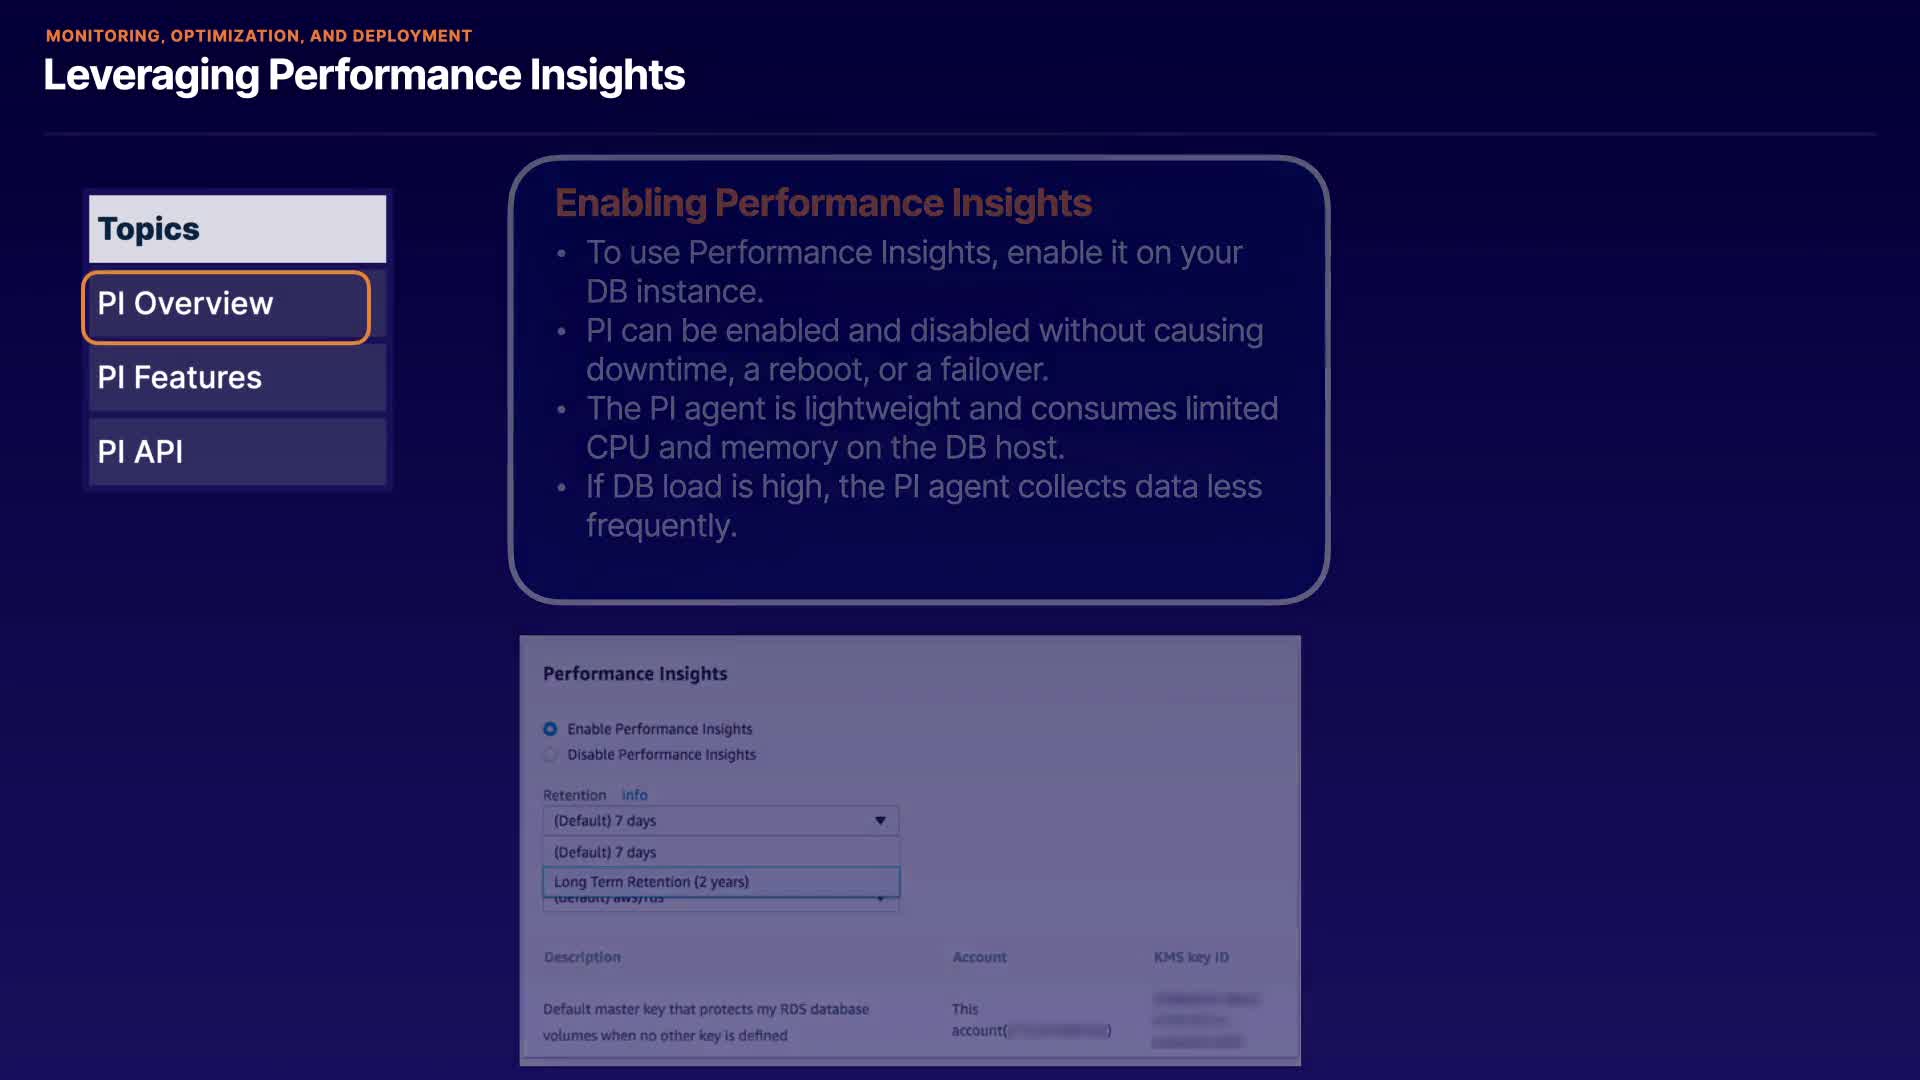 MONITORING, OPTIMIZATION, AND DEPLOYMENT
Leveraging Performance Insights
Topics
PI Overview
PI Features
PI API
Enabling Performance Insights
• To use Performance Insights, enable it on your
DB instance.
• PI can be enabled and disabled without causing
downtime, a reboot, or a failover.
• The PI agent is lightweight and consumes limited
CPU and memory on the DB host.
• If DB load is high, the PI agent collects data less
frequently.
Performance Insights
Enable Performance Insights
Disable Performance Insights
Retention Info
(Default) 7 days
(Default) 7 days
Long Term Retention (2 years)
(default) aws/rds
Description Account KMS key ID
Default master key that protects my RDS database This
volumes when no other key is defined account( )